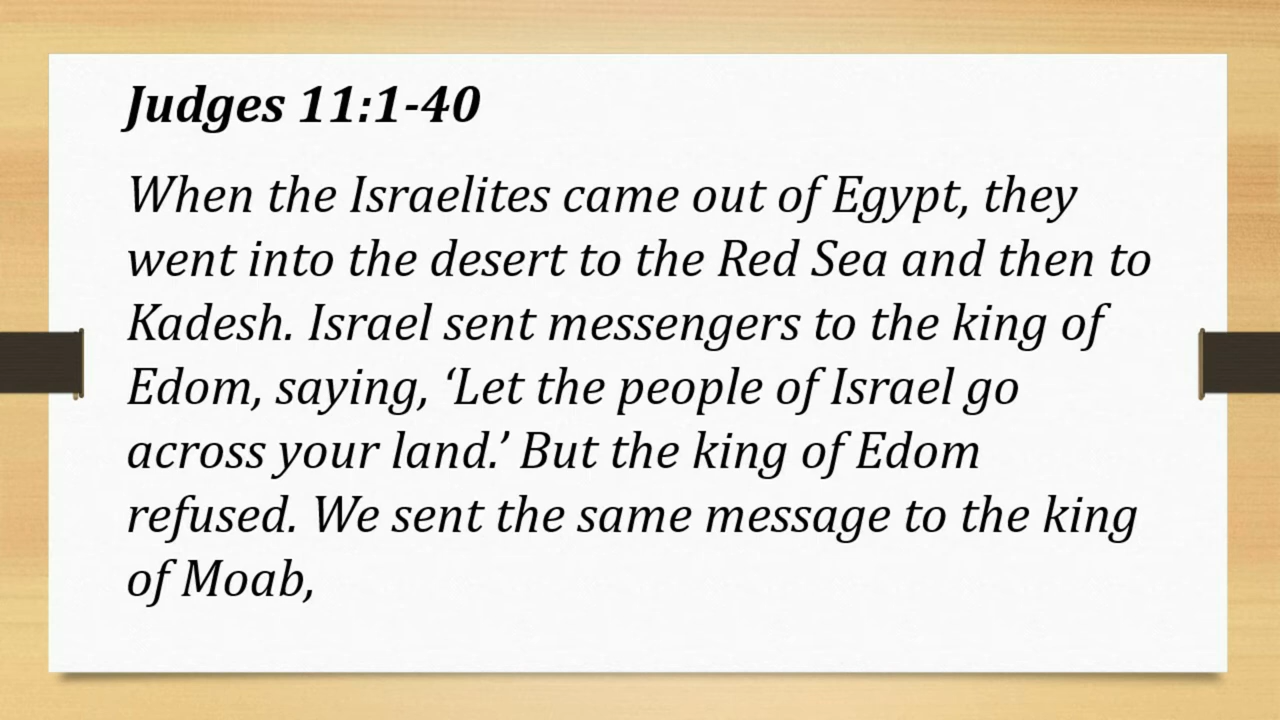 Judges 11:1-40
When the Israelites came out of Egypt, they
went into the desert to the Red Sea and then to
Kadesh. Israel sent messengers to the king of
Edom, saying, ‘Let the people of Israel go
across your land.’ But the king of Edom
refused. We sent the same message to the king
of Moab,